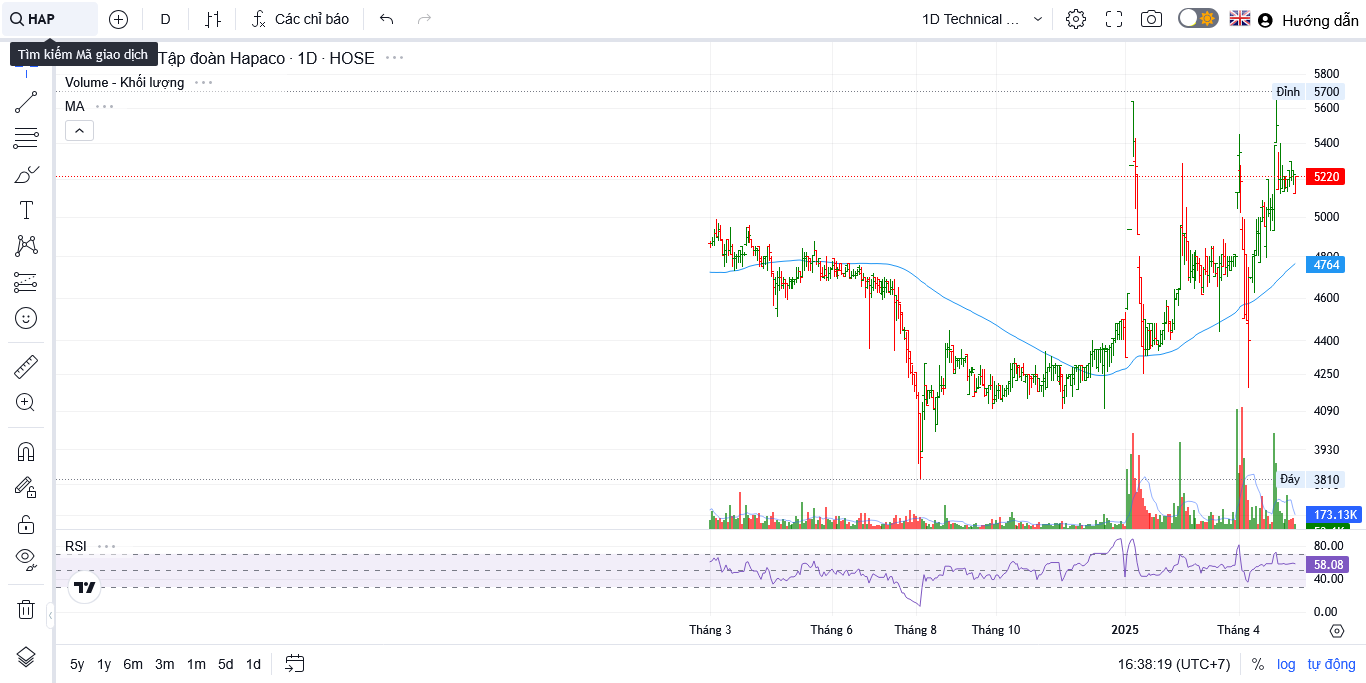 HAP
D
Các chỉ báo
1D Technical ...
Hướng dẫn
Tìm kiếm Mã giao dịch
Tập đoàn Hapaco · 1D · HOSE
Volume - Khối lượng
MA
5800
Đỉnh 5700
5600
5400
5220
5000
4800
4764
4600
4400
4250
4090
3930
Đáy 3810
173.13K
RSI
80.00
58.08
40.00
0.00
Tháng 3 Tháng 6 Tháng 8 Tháng 10 2025 Tháng 4
5y 1y 6m 3m 1m 5d 1d
16:38:19 (UTC+7) % log tự động